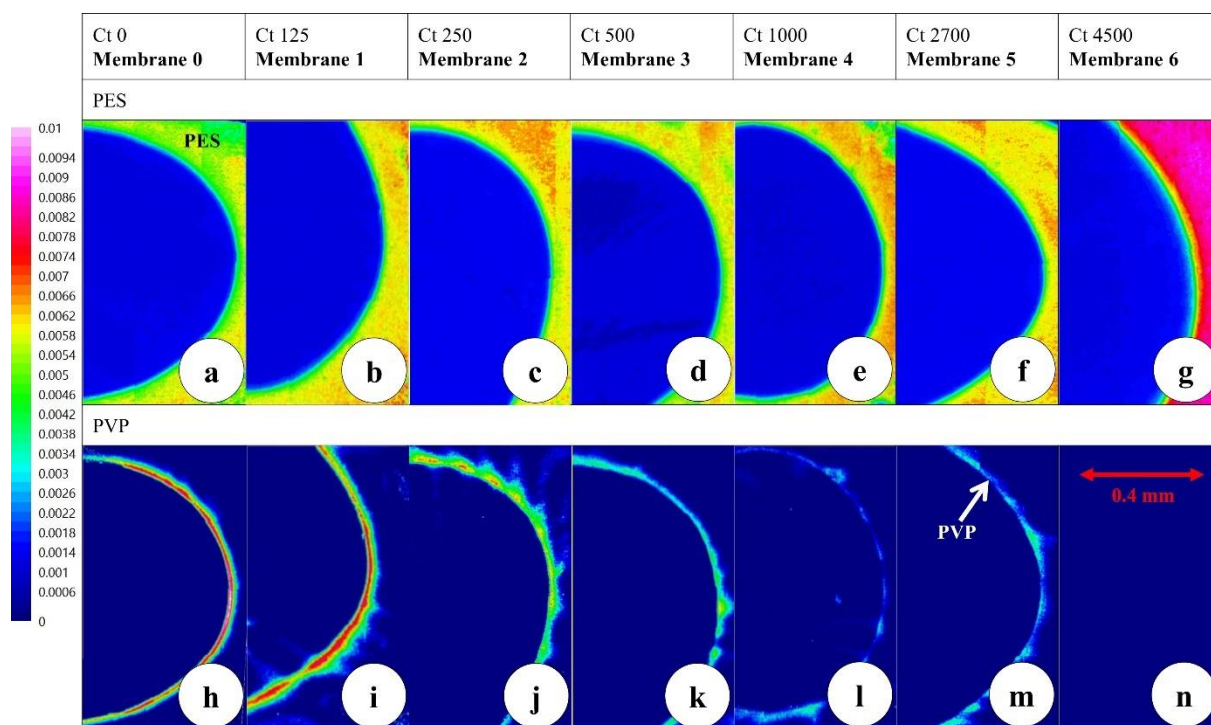 Ct 0
Membrane 0
Ct 125
Membrane 1
Ct 250
Membrane 2
Ct 500
Membrane 3
Ct 1000
Membrane 4
Ct 2700
Membrane 5
Ct 4500
Membrane 6
PES
0.01
0.0094
0.0086
0.0082
0.0078
0.007
0.0066
0.0062
0.0058
0.0054
0.005
0.0046
0.0042
0.0038
0.0034
0.003
0.0026
0.0022
0.0018
0.0014
0.001
0.0006
0
PES
a
b
c
d
e
f
g
PVP
PVP
0.4 mm
h
i
j
k
l
m
n